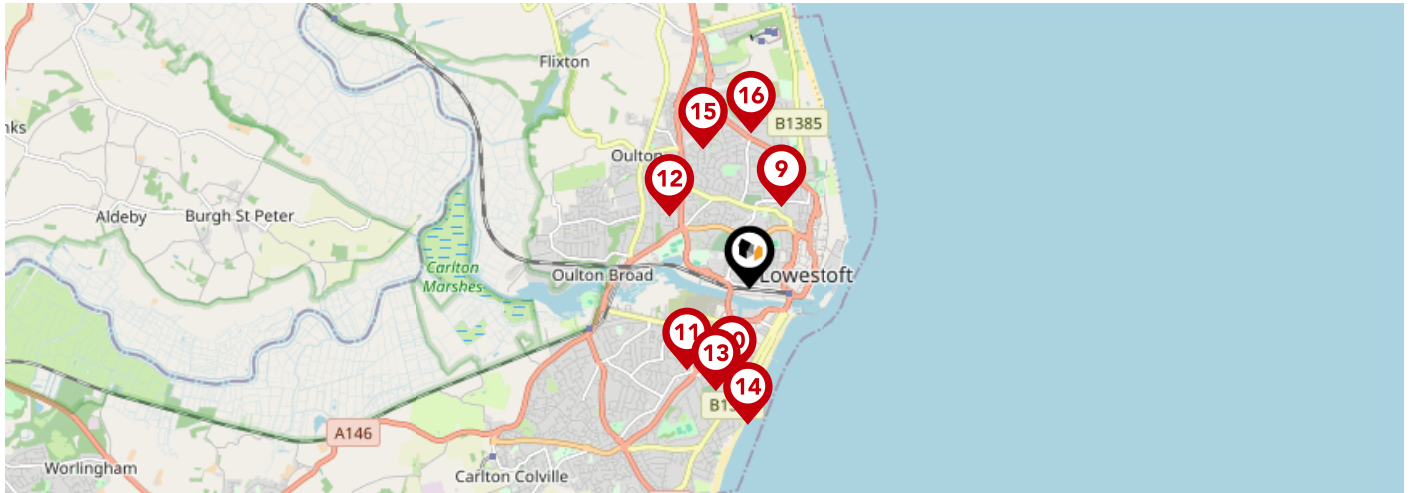 Flixton
16
15
B1385
nks
Oulton
9
12
Aldeby
Burgh St Peter
Carlton
Marshes
Oulton Broad
Lowestoft
11
0
13
14
A146
Worlingham
Carlton Colville